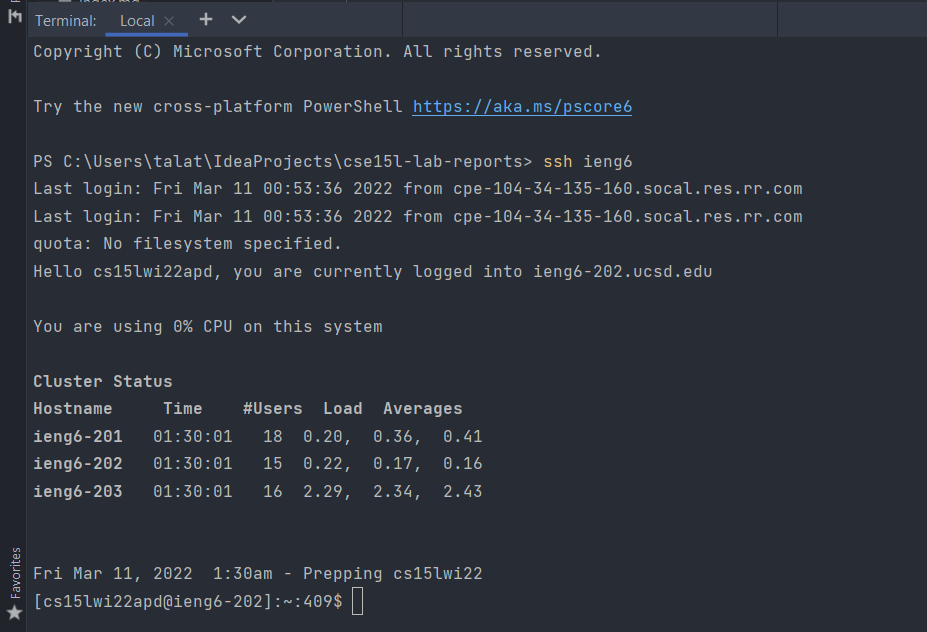 Terminal: Local
Copyright (C) Microsoft Corporation. All rights reserved.
Try the new cross-platform PowerShell https://aka.ms/pscore6
PS C:\Users\talat\IdeaProjects\cse15l-lab-reports> ssh ieng6
Last login: Fri Mar 11 00:53:36 2022 from cpe-104-34-135-160.socal.res.rr.com
Last login: Fri Mar 11 00:53:36 2022 from cpe-104-34-135-160.socal.res.rr.com
quota: No filesystem specified.
Hello cs15lwi22apd, you are currently logged into ieng6-202.ucsd.edu
You are using 0% CPU on this system
Cluster Status
Hostname Time #Users Load Averages
ieng6-201 01:30:01 18 0.20, 0.36, 0.41
ieng6-202 01:30:01 15 0.22, 0.17, 0.16
ieng6-203 01:30:01 16 2.29, 2.34, 2.43
Fri Mar 11, 2022 1:30am - Prepping cs15lwi22
[cs15lwi22apd@ieng6-202]:~:409$
Favorites